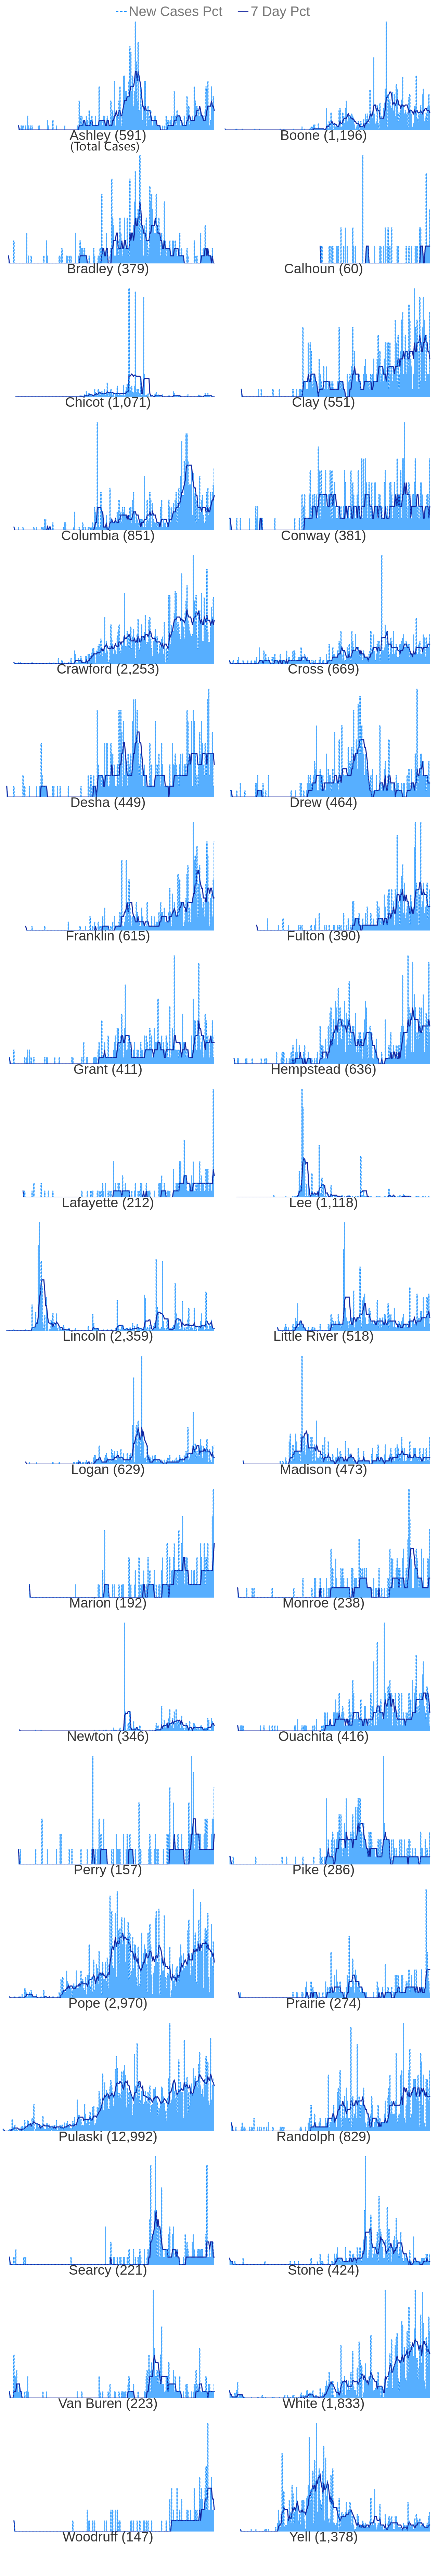 New Cases Pct 7 Day Pct
Ashley (591) Boone (1,196)
(Total Cases)
Bradley (379) Calhoun (60)
Chicot (1,071) Clay (551)
Columbia (851) Conway (381)
Crawford (2,253) Cross (669)
Desha (449) Drew (464)
Franklin (615) Fulton (390)
Grant (411) Hempstead (636)
Lafayette (212) Lee (1,118)
Lincoln (2,359) Little River (518)
Logan (629) Madison (473)
Marion (192) Monroe (238)
Newton (346) Ouachita (416)
Perry (157) Pike (286)
Pope (2,970) Prairie (274)
Pulaski (12,992) Randolph (829)
Searcy (221) Stone (424)
Van Buren (223) White (1,833)
Woodruff (147) Yell (1,378)